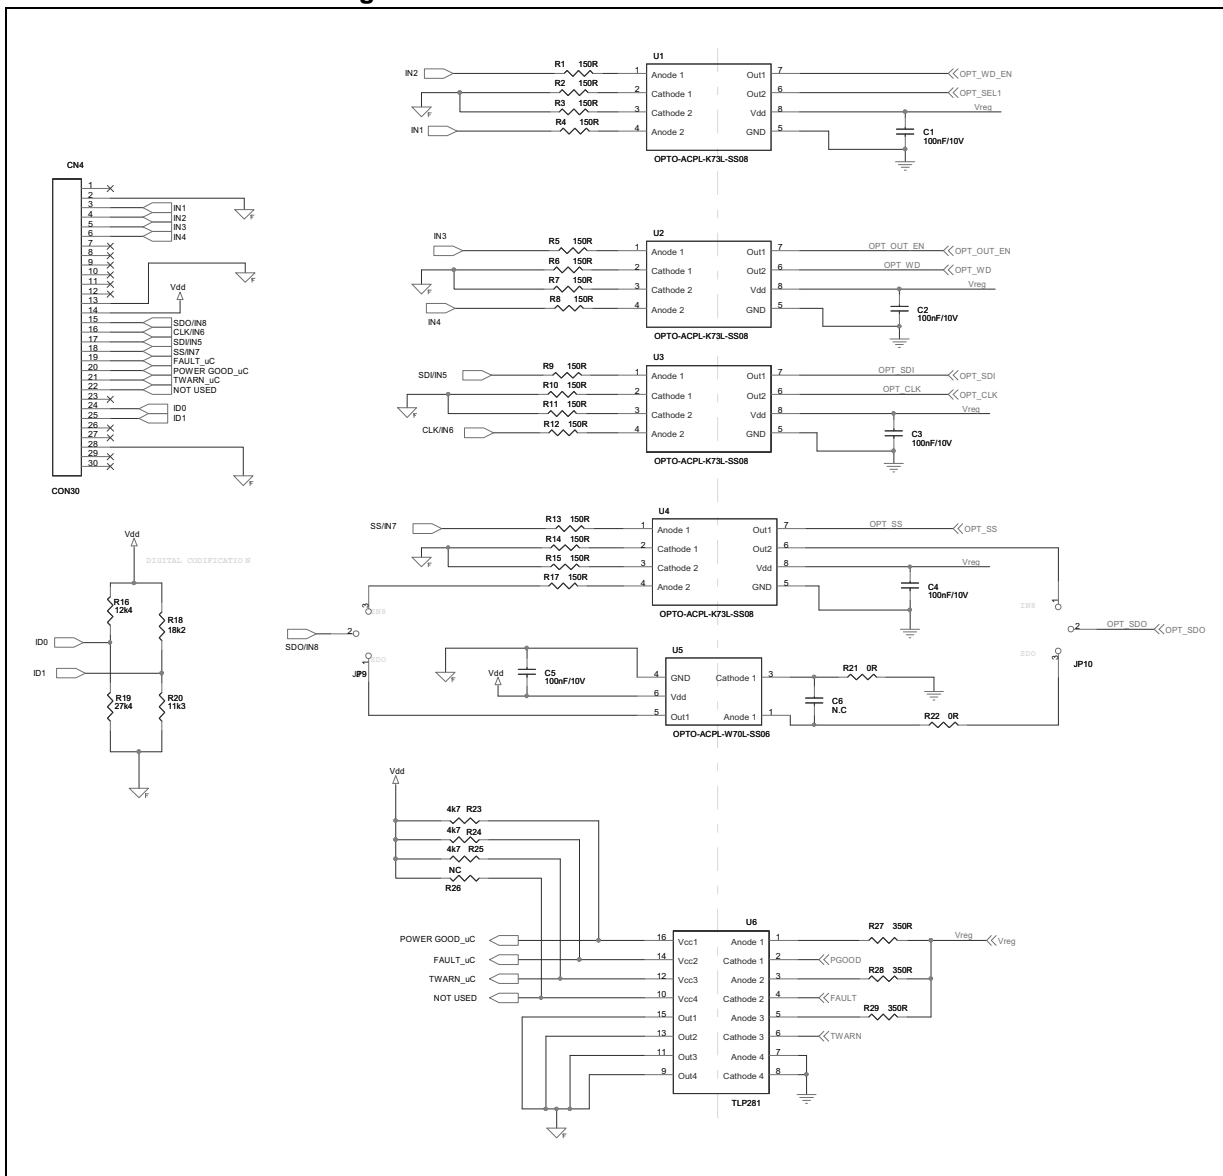 g
U1
R1 150R
IN2 1 Anode 1 Out1 7 OPT_WD_EN
R2 150R
2 Cathode 1 Out2 6 OPT_SEL1
R3 150R
F 3 Cathode 2 Vdd 8 Vreg
R4 150R
IN1 4 Anode 2 GND 5
C1
100nF/10V
OPTO-ACPL-K73L-SS08
CN4
1
2
3 IN1
4 IN2
5 IN3
6 IN4
F
7
8
9
10
11
12
13
F
14
Vdd
15 SDO/IN8
16 CLK/IN6
17 SDI/IN5
18 SS/IN7
19 FAULT_uC
20 POWER GOOD_uC
21 TWARN_uC
22 NOT USED
23
24 ID0
25 ID1
26
27
28
29
30
F
CON30
U2
IN3
R5 150R
1 Anode 1 Out1 7 OPT_OUT_EN OPT_OUT_EN
R6 150R
2 Cathode 1 Out2 6 OPT_WD OPT_WD
R7 150R
F 3 Cathode 2 Vdd 8 Vreg
R8 150R
IN4 4 Anode 2 GND 5
C2
100nF/10V
OPTO-ACPL-K73L-SS08
U3
R9 150R
SDI/IN5 1 Anode 1 Out1 7 OPT_SDI OPT_SDI
R10 150R
2 Cathode 1 Out2 6 OPT_CLK OPT_CLK
R11 150R
F 3 Cathode 2 Vdd 8 Vreg
R12 150R
CLK/IN6 4 Anode 2 GND 5
C3
100nF/10V
OPTO-ACPL-K73L-SS08
U4
R13 150R
SS/IN7 1 Anode 1 Out1 7 OPT_SS OPT_SS
R14 150R
2 Cathode 1 Out2 6
R15 150R
F 3 Cathode 2 Vdd 8 Vreg
R17 150R
4 Anode 2 GND 5
C4
100nF/10V
OPTO-ACPL-K73L-SS08
Vdd
DIGITAL CODIFICATION
R16
12k4
R18
18k2
ID0
ID1
R19
27k4
R20
11k3
F
3 IN8
SDO/IN8 2
SDO
1
JP9
IN8 1
2 OPT_SDO OPT_SDO
SDO 3
JP10
U5
F
Vdd
C5
100nF/10V
4 GND Cathode 1 3
6 Vdd
5 Out1 Anode 1 1
R21 0R
C6
N.C
R22 0R
OPTO-ACPL-W70L-SS06
Vdd
4k7 R23
4k7 R24
4k7 R25
NC
R26
U6
POWER GOOD_uC 16 Vcc1 Anode 1 1 R27 350R Vreg Vreg
FAULT_uC 14 Vcc2 Cathode 1 2 PGOOD
TWARN_uC 12 Vcc3 Anode 2 3 R28 350R
NOT USED 10 Vcc4 Cathode 2 4 FAULT
15 Out1 Anode 3 5 R29 350R
13 Out2 Cathode 3 6 TWARN
11 Out3 Anode 4 7
9 Out4 Cathode 4 8
TLP281
F